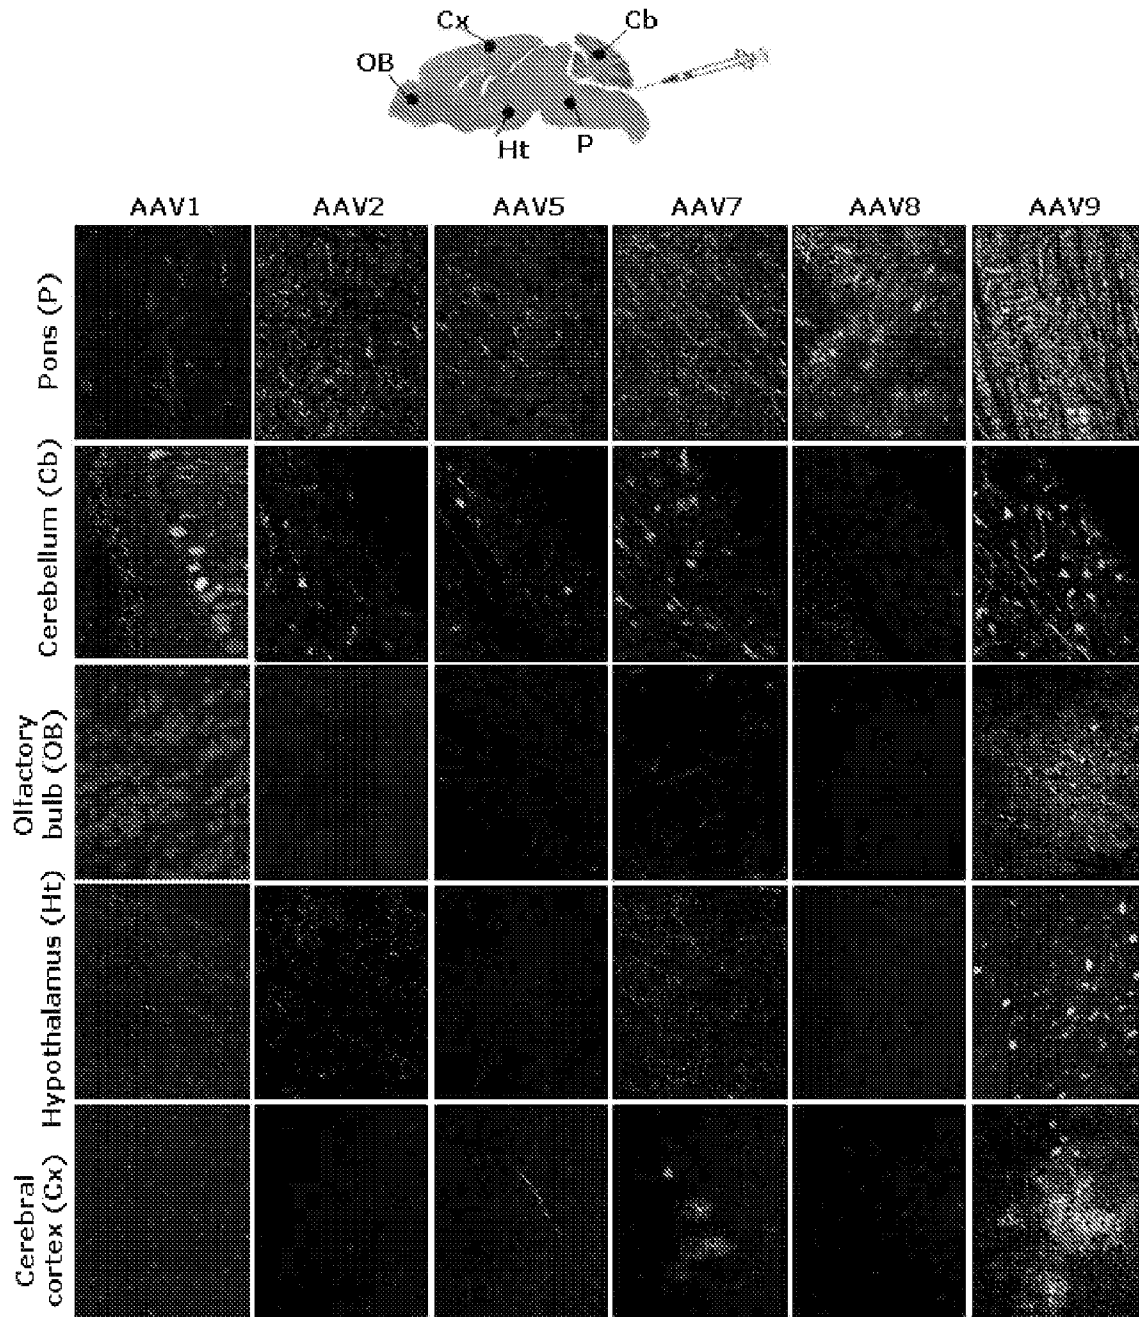 Cx
Cb
OB
Ht
P
AAV1 AAV2 AAV5 AAV7 AAV8 AAV9
Pons (P)
Cerebellum (Cb)
Olfactory
bulb (OB)
Hypothalamus (Ht)
Cerebral
cortex (Cx)